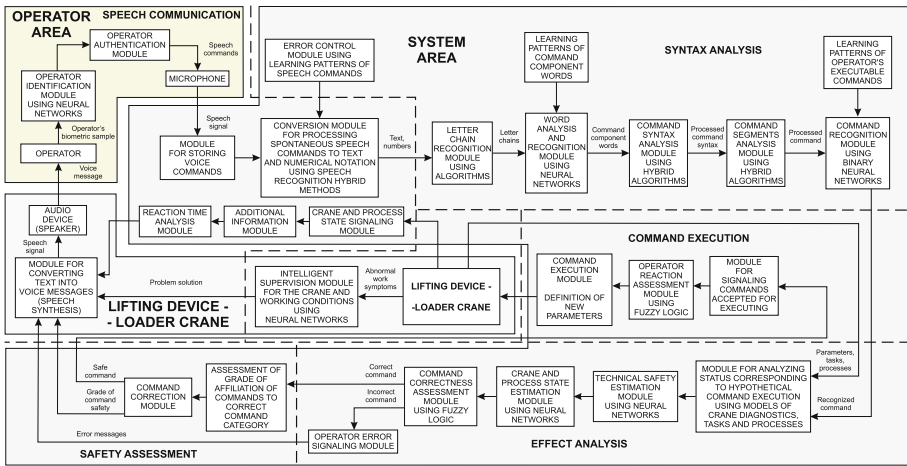 OPERATOR
AREA
SPEECH COMMUNICATION
OPERATOR
AUTHENTICATION
MODULE
Speech
commands
OPERATOR
IDENTIFICATION
MODULE
USING NEURAL
NETWORKS
MICROPHONE
Operator's
biometric sample
OPERATOR
Voice
message
Speech
signal
MODULE
FOR STORING
VOICE
COMMANDS
ERROR CONTROL
MODULE USING
LEARNING PATTERNS OF
SPEECH COMMANDS
CONVERSION MODULE
FOR PROCESSING
SPONTANEOUS SPEECH
COMMANDS TO TEXT
AND NUMERICAL NOTATION
USING SPEECH
RECOGNITION HYBRID
METHODS
Text,
numbers
SYSTEM
AREA
LETTER
CHAIN
RECOGNITION
MODULE USING
ALGORITHMS
Letter
chains
LEARNING
PATTERNS OF
COMMAND
COMPONENT
WORDS
WORD
ANALYSIS AND
RECOGNITION
MODULE
USING
NEURAL
NETWORKS
SYNTAX ANALYSIS
Command
component
words
COMMAND
SYNTAX
ANALYSIS
MODULE
USING HYBRID
ALGORITHMS
Processed
command
syntax
COMMAND
SEGMENTS
ANALYSIS
MODULE
USING HYBRID
ALGORITHMS
Processed
command
LEARNING
PATTERNS OF
OPERATOR'S
EXECUTABLE
COMMANDS
COMMAND
RECOGNITION
MODULE
USING
BINARY
NEURAL
NETWORKS
AUDIO
DEVICE
(SPEAKER)
REACTION TIME
ANALYSIS
MODULE
ADDITIONAL
INFORMATION
MODULE
CRANE AND PROCESS
STATE SIGNALING
MODULE
Speech
signal
MODULE FOR
CONVERTING
TEXT INTO
VOICE MESSAGES
(SPEECH
SYNTHESIS)
Problem solution
LIFTING DEVICE -
- LOADER CRANE
INTELLIGENT
SUPERVISION MODULE
FOR THE CRANE AND
WORKING CONDITIONS
USING
NEURAL NETWORKS
Abnormal
work
symptoms
LIFTING DEVICE -
- LOADER CRANE
COMMAND EXECUTION
COMMAND
EXECUTION
MODULE
DEFINITION OF
NEW
PARAMETERS
OPERATOR
REACTION
ASSESSMENT
MODULE
USING
FUZZY LOGIC
MODULE
FOR
SIGNALING
COMMANDS
ACCEPTED FOR
EXECUTING
Safe
command
Grade of
command
safety
COMMAND
CORRECTION
MODULE
ASSESSMENT OF
GRADE OF
AFFILIATION OF
COMMANDS TO
CORRECT
COMMAND
CATEGORY
Error messages
SAFETY ASSESSMENT
Correct
command
Incorrect
command
OPERATOR ERROR
SIGNALING MODULE
COMMAND
CORRECTNESS
ASSESSMENT
MODULE
USING FUZZY
LOGIC
CRANE AND
PROCESS STATE
ESTIMATION
MODULE
USING NEURAL
NETWORKS
TECHNICAL SAFETY
ESTIMATION
MODULE
USING NEURAL
NETWORKS
MODULE FOR ANALYZING
STATUS CORRESPONDING
TO HYPOTHETICAL
COMMAND EXECUTION
USING MODELS OF
CRANE DIAGNOSTICS,
TASKS AND PROCESSES
Parameters,
tasks,
processes
Recognized
command
EFFECT ANALYSIS